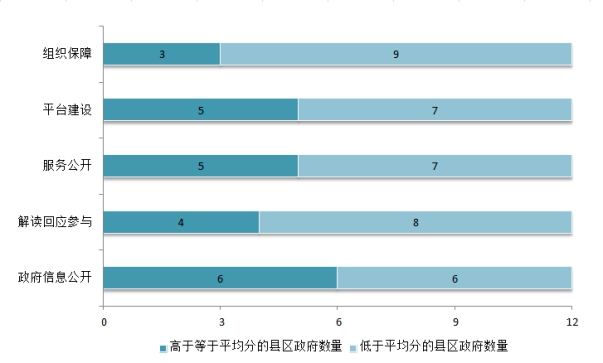 组织保障 3 9
平台建设 5 7
服务公开 5 7
解读回应参与 4 8
政府信息公开 6 6
0 3 6 9 12
高于等于平均分的县区政府数量 低于平均分的县区政府数量